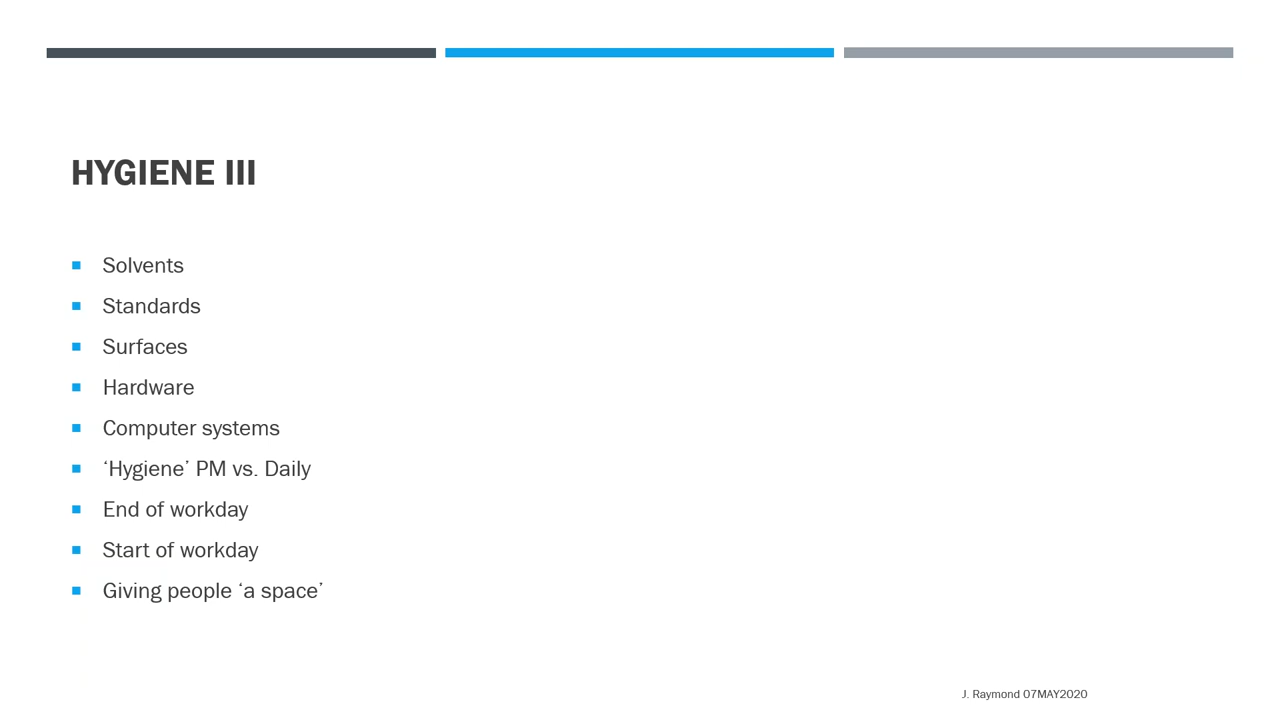 HYGIENE III
Solvents
Standards
Surfaces
Hardware
Computer systems
‘Hygiene’ PM vs. Daily
End of workday
Start of workday
Giving people ‘a space’
J. Raymond 07MAY2020